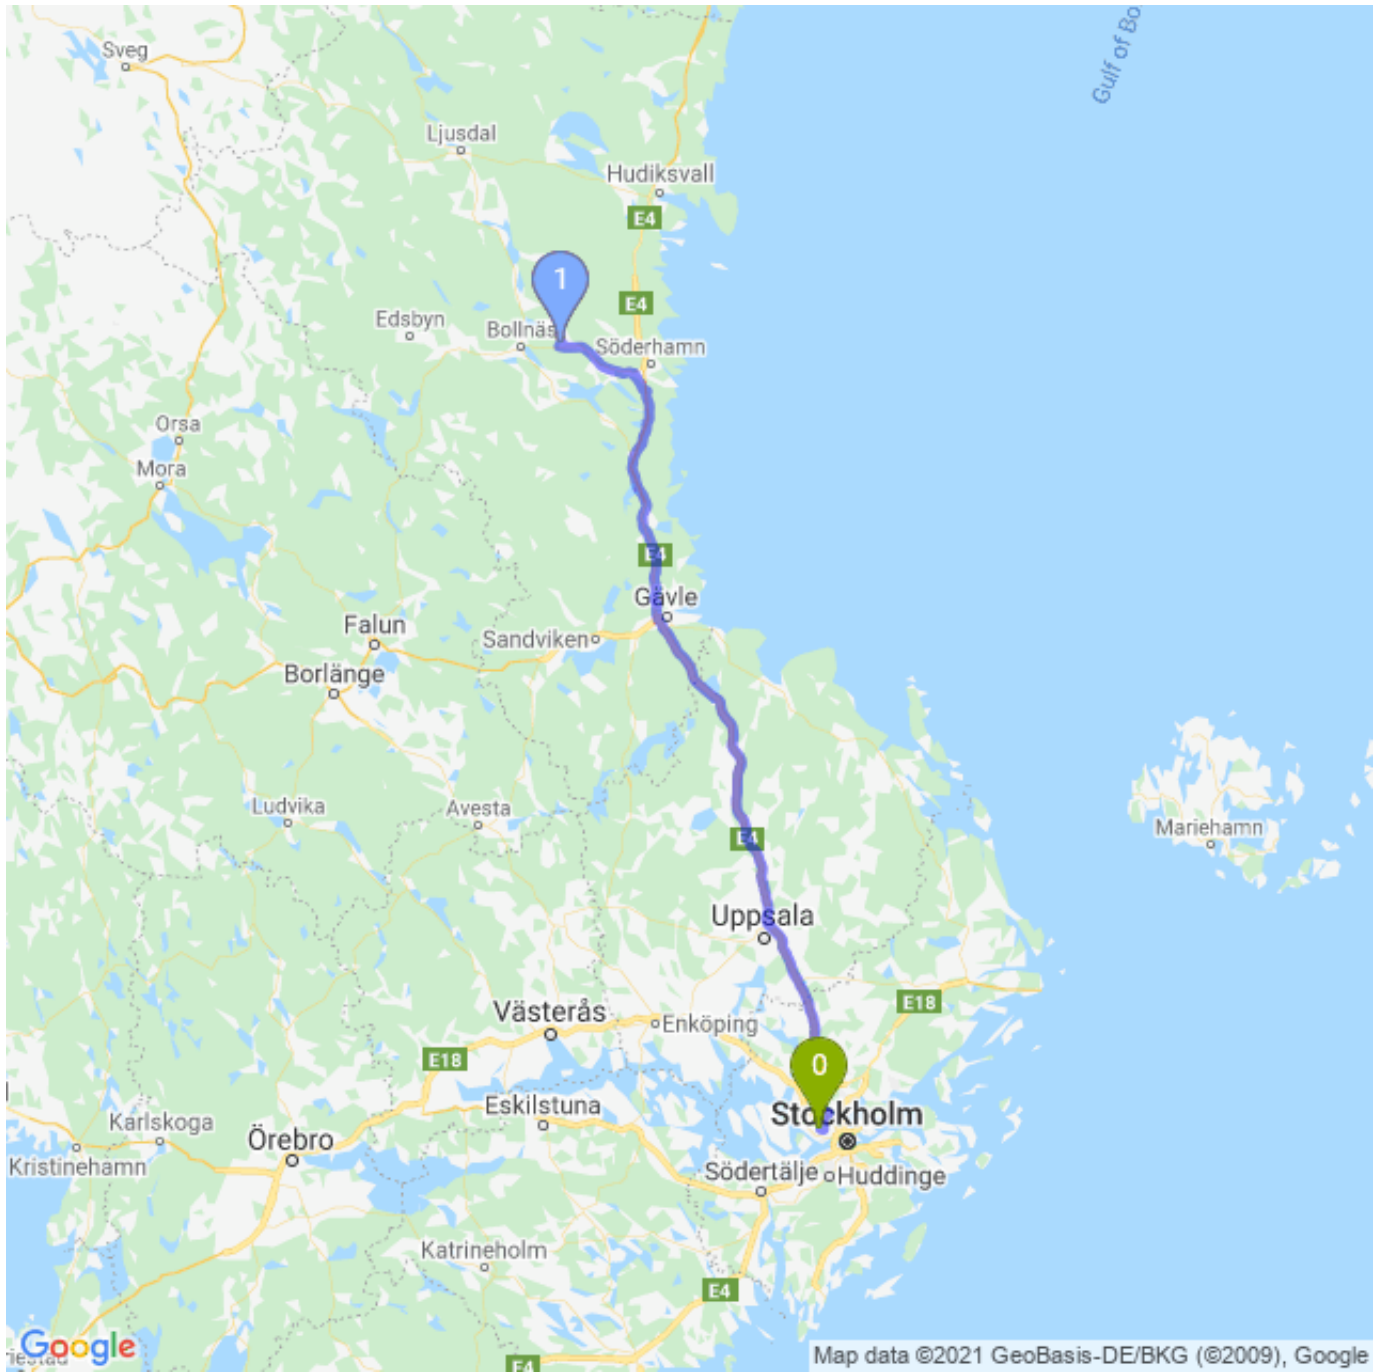 Gulf of Bo
Sveg
Ljusdal
Hudiksvall
E4
1
E4
Edsbyn
Bollnäs
Söderhamn
Orsa
Mora
E4
Gävle
Falun
Sandviken
Borlänge
Ludvika
Avesta
Mariehamn
E4
Uppsala
E18
Västerås
Enköping
E18
0
Eskilstuna
Stockholm
Karlskoga
Örebro
Kristinehamn
Södertälje
Huddinge
Katrineholm
E4
Google
riestad
E4
Map data ©2021 GeoBasis-DE/BKG (©2009), Google